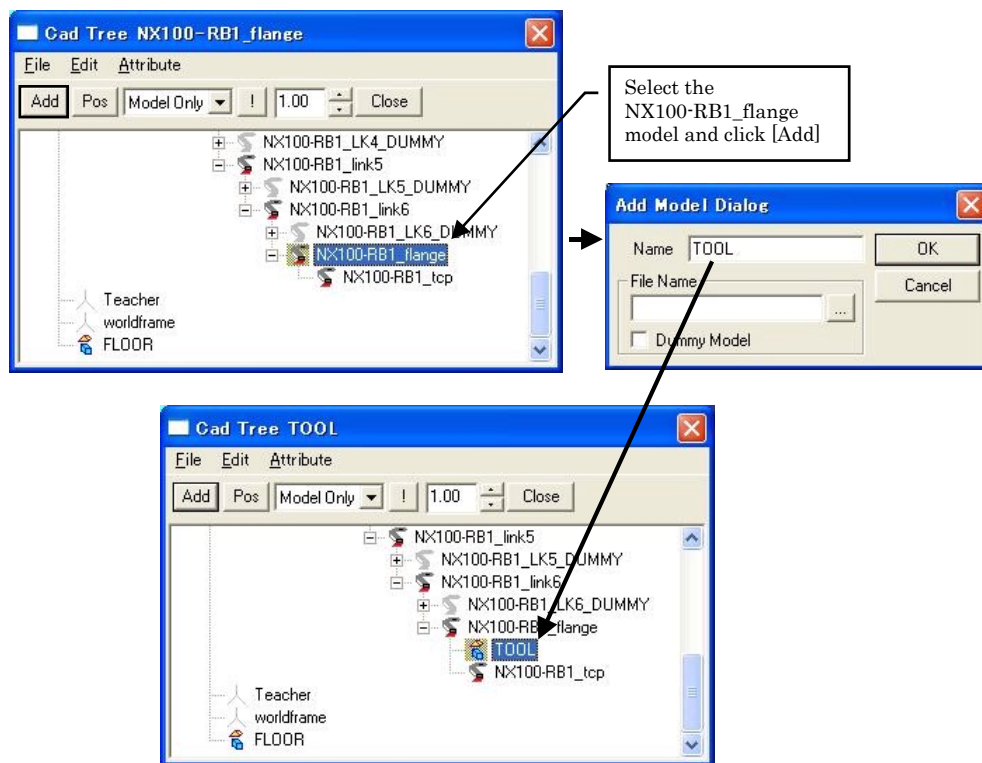 Cad Tree NX100-RB1_flange
File Edit Attribute
Add Pos Model Only ! 1.00 Close
NX100-RB1_LK4_DUMMY
NX100-RB1_link5
NX100-RB1_LK5_DUMMY
NX100-RB1_link6
NX100-RB1_LK6_DUMMY
NX100-RB1_flange
NX100-RB1_tcp
Teacher
worldframe
FLOOR
Select the
NX100-RB1_flange
model and click [Add]
Add Model Dialog
Name TOOL OK
File Name Cancel
...
Dummy Model
Cad Tree TOOL
File Edit Attribute
Add Pos Model Only ! 1.00 Close
NX100-RB1_link5
NX100-RB1_LK5_DUMMY
NX100-RB1_link6
NX100-RB1_LK6_DUMMY
NX100-RB1_flange
TOOL
NX100-RB1_tcp
Teacher
worldframe
FLOOR